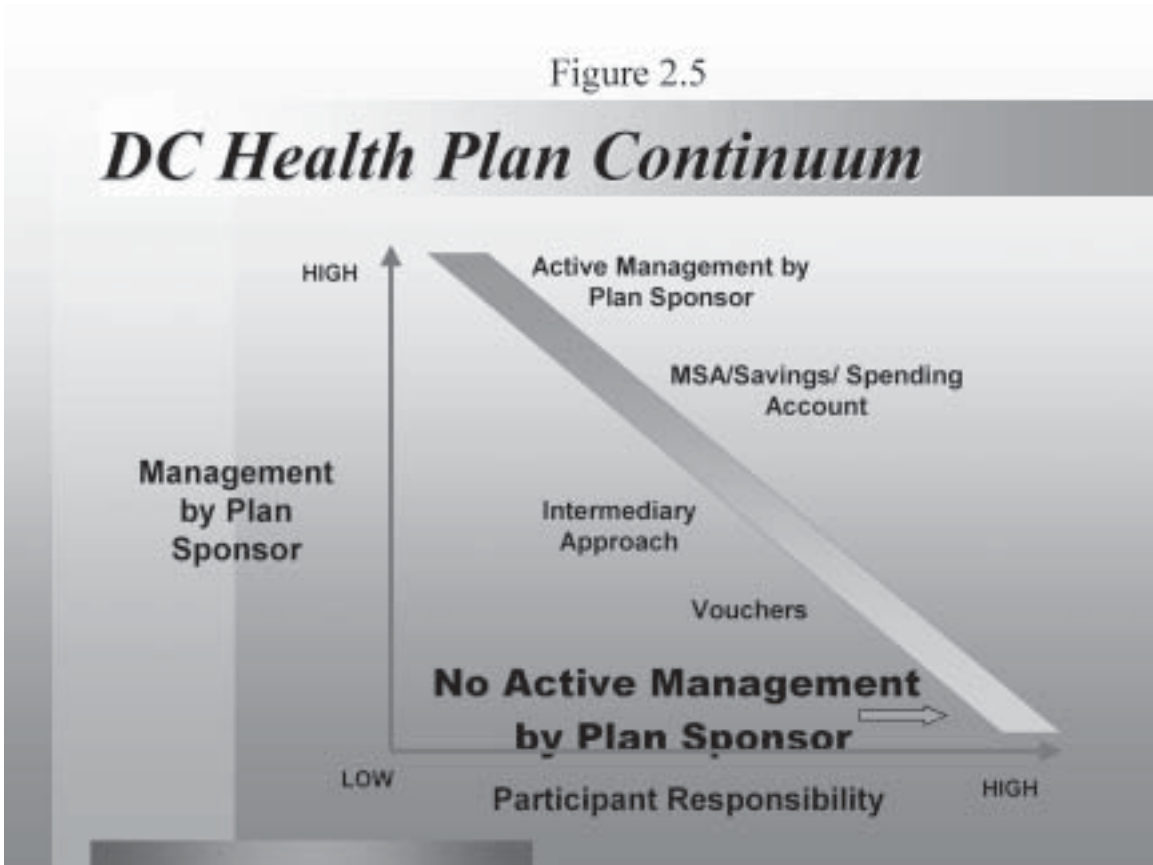 Figure 2.5
DC Health Plan Continuum
HIGH
Active Management by
Plan Sponsor
MSA/Savings/ Spending
Account
Management
by Plan
Sponsor
Intermediary
Approach
Vouchers
No Active Management
by Plan Sponsor
LOW
Participant Responsibility
HIGH